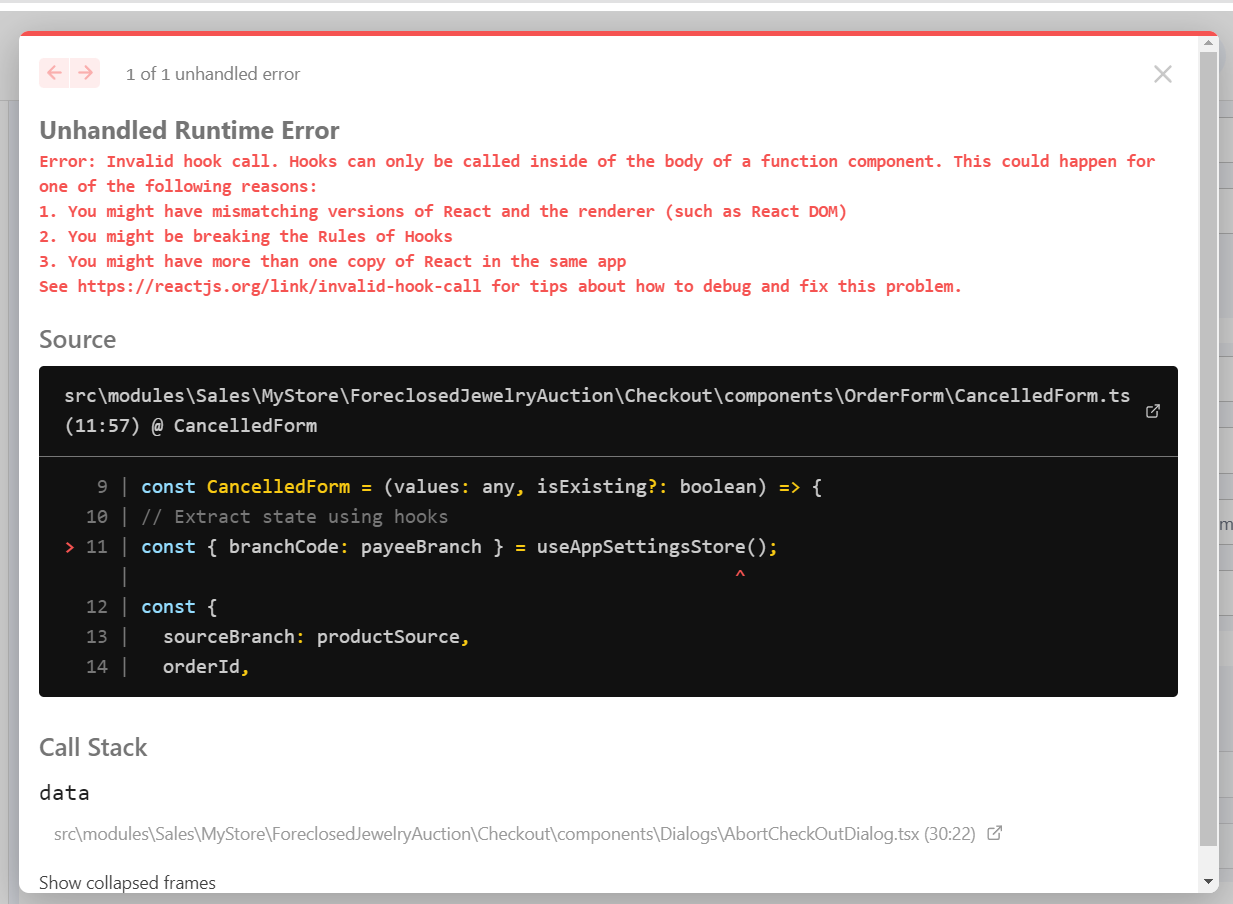 1 of 1 unhandled error
Unhandled Runtime Error
Error: Invalid hook call. Hooks can only be called inside of the body of a function component. This could happen for
one of the following reasons:
1. You might have mismatching versions of React and the renderer (such as React DOM)
2. You might be breaking the Rules of Hooks
3. You might have more than one copy of React in the same app
See https://reactjs.org/link/invalid-hook-call for tips about how to debug and fix this problem.
Source
src\modules\Sales\MyStore\ForeclosedJewelryAuction\Checkout\components\OrderForm\CancelledForm.ts
(11:57) @ CancelledForm
9 | const CancelledForm = (values: any, isExisting?: boolean) => {
10 | // Extract state using hooks
> 11 | const { branchCode: payeeBranch } = useAppSettingsStore();
| ^
12 | const {
13 |   sourceBranch: productSource,
14 |   orderId,
Call Stack
data
src\modules\Sales\MyStore\ForeclosedJewelryAuction\Checkout\components\Dialogs\AbortCheckOutDialog.tsx (30:22)
Show collapsed frames